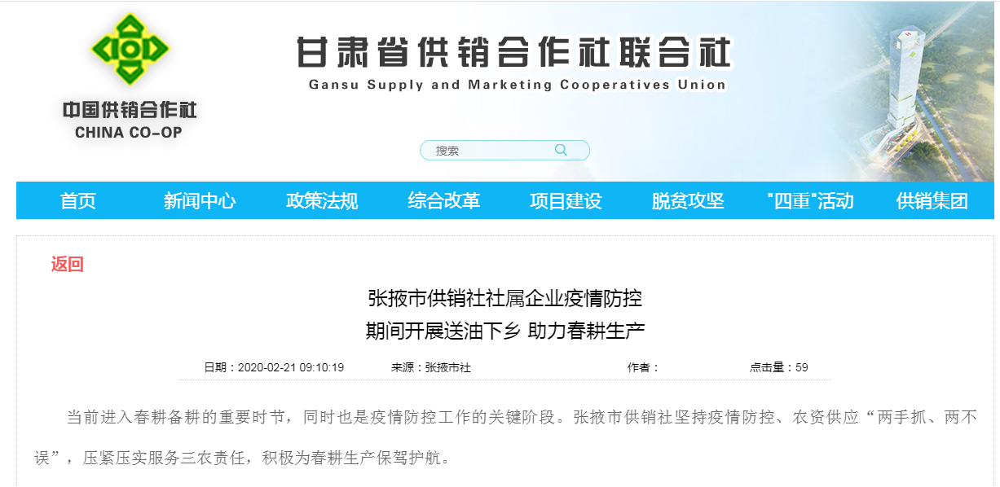 甘肃省供销合作社联合社
Gansu Supply and Marketing Cooperatives Union
中国供销合作社
CHINA CO-OP
搜索
首页 新闻中心 政策法规 综合改革 项目建设 脱贫攻坚 "四重"活动 供销集团
返回
张掖市供销社社属企业疫情防控
期间开展送油下乡 助力春耕生产
日期：2020-02-21 09:10:19 来源：张掖市社 作者： 点击量：59
当前进入春耕备耕的重要时节，同时也是疫情防控工作的关键阶段。张掖市供销社坚持疫情防控、农资供应“两手抓、两不
误”，压紧压实服务三农责任，积极为春耕生产保驾护航。